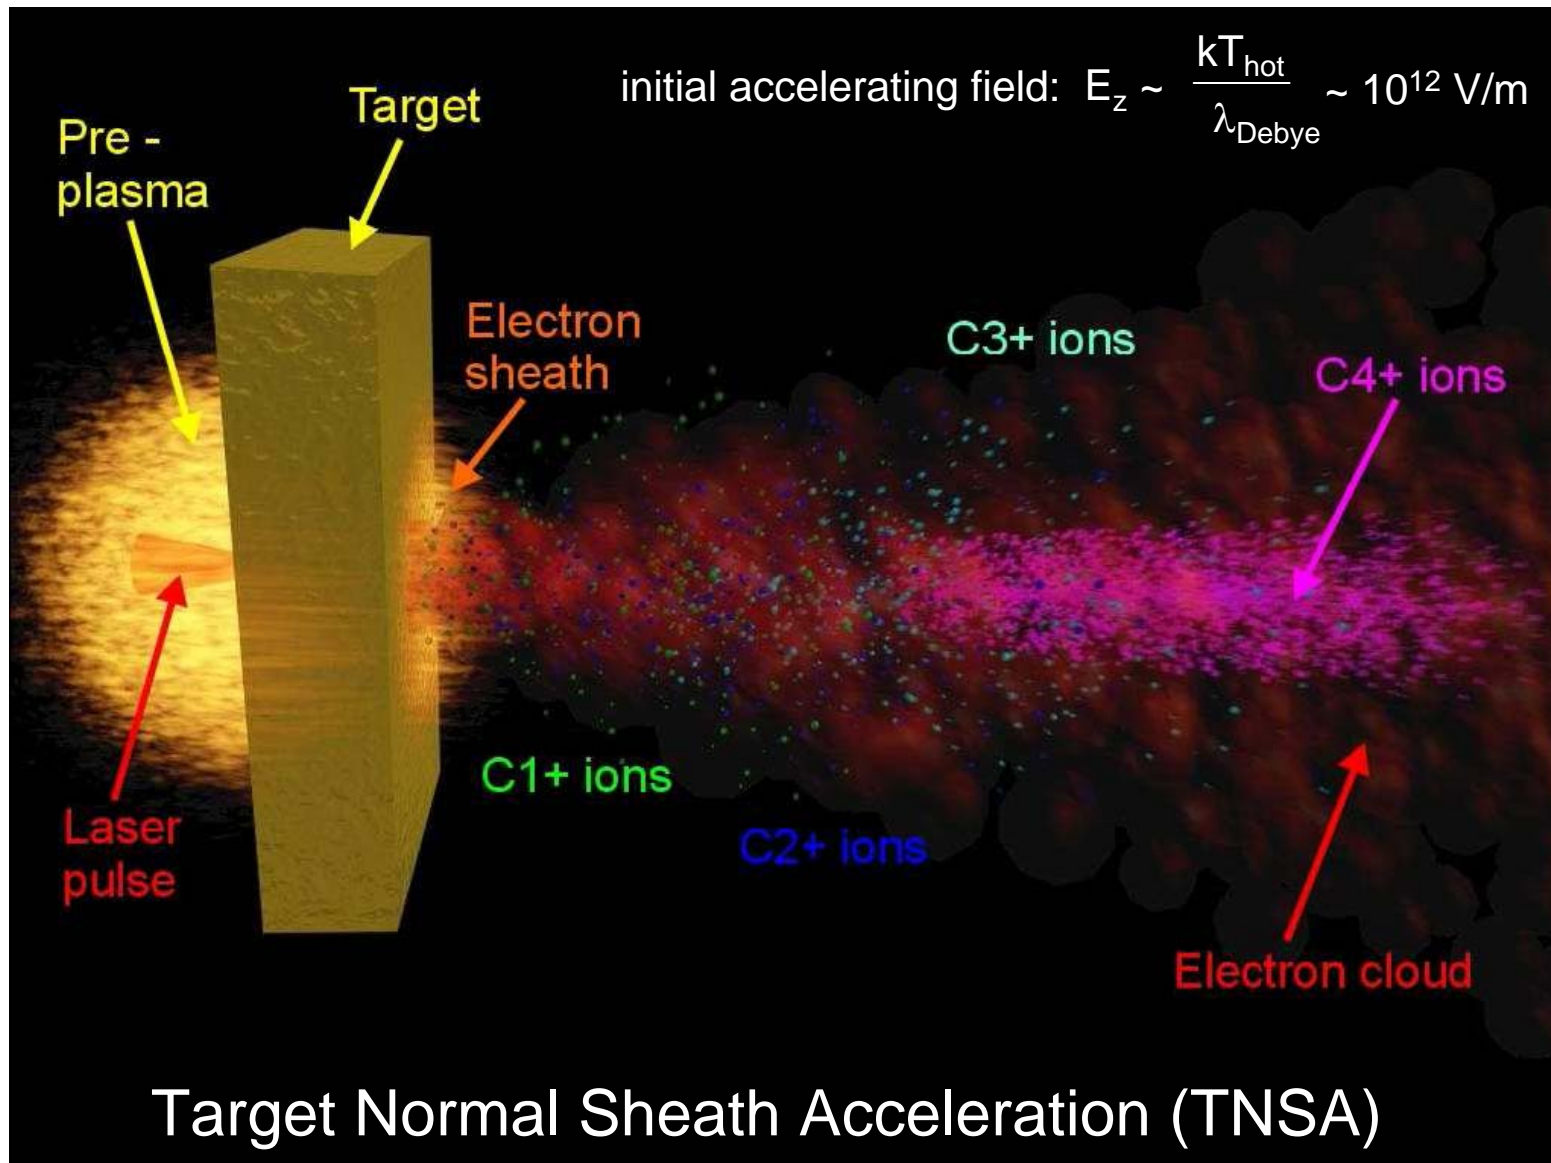 initial accelerating field: E_z ~ kT_hot / λ_Debye ~ 10^12 V/m
Target
Pre -
plasma
Electron
sheath
C3+ ions
C4+ ions
C1+ ions
C2+ ions
Laser
pulse
Electron cloud
Target Normal Sheath Acceleration (TNSA)